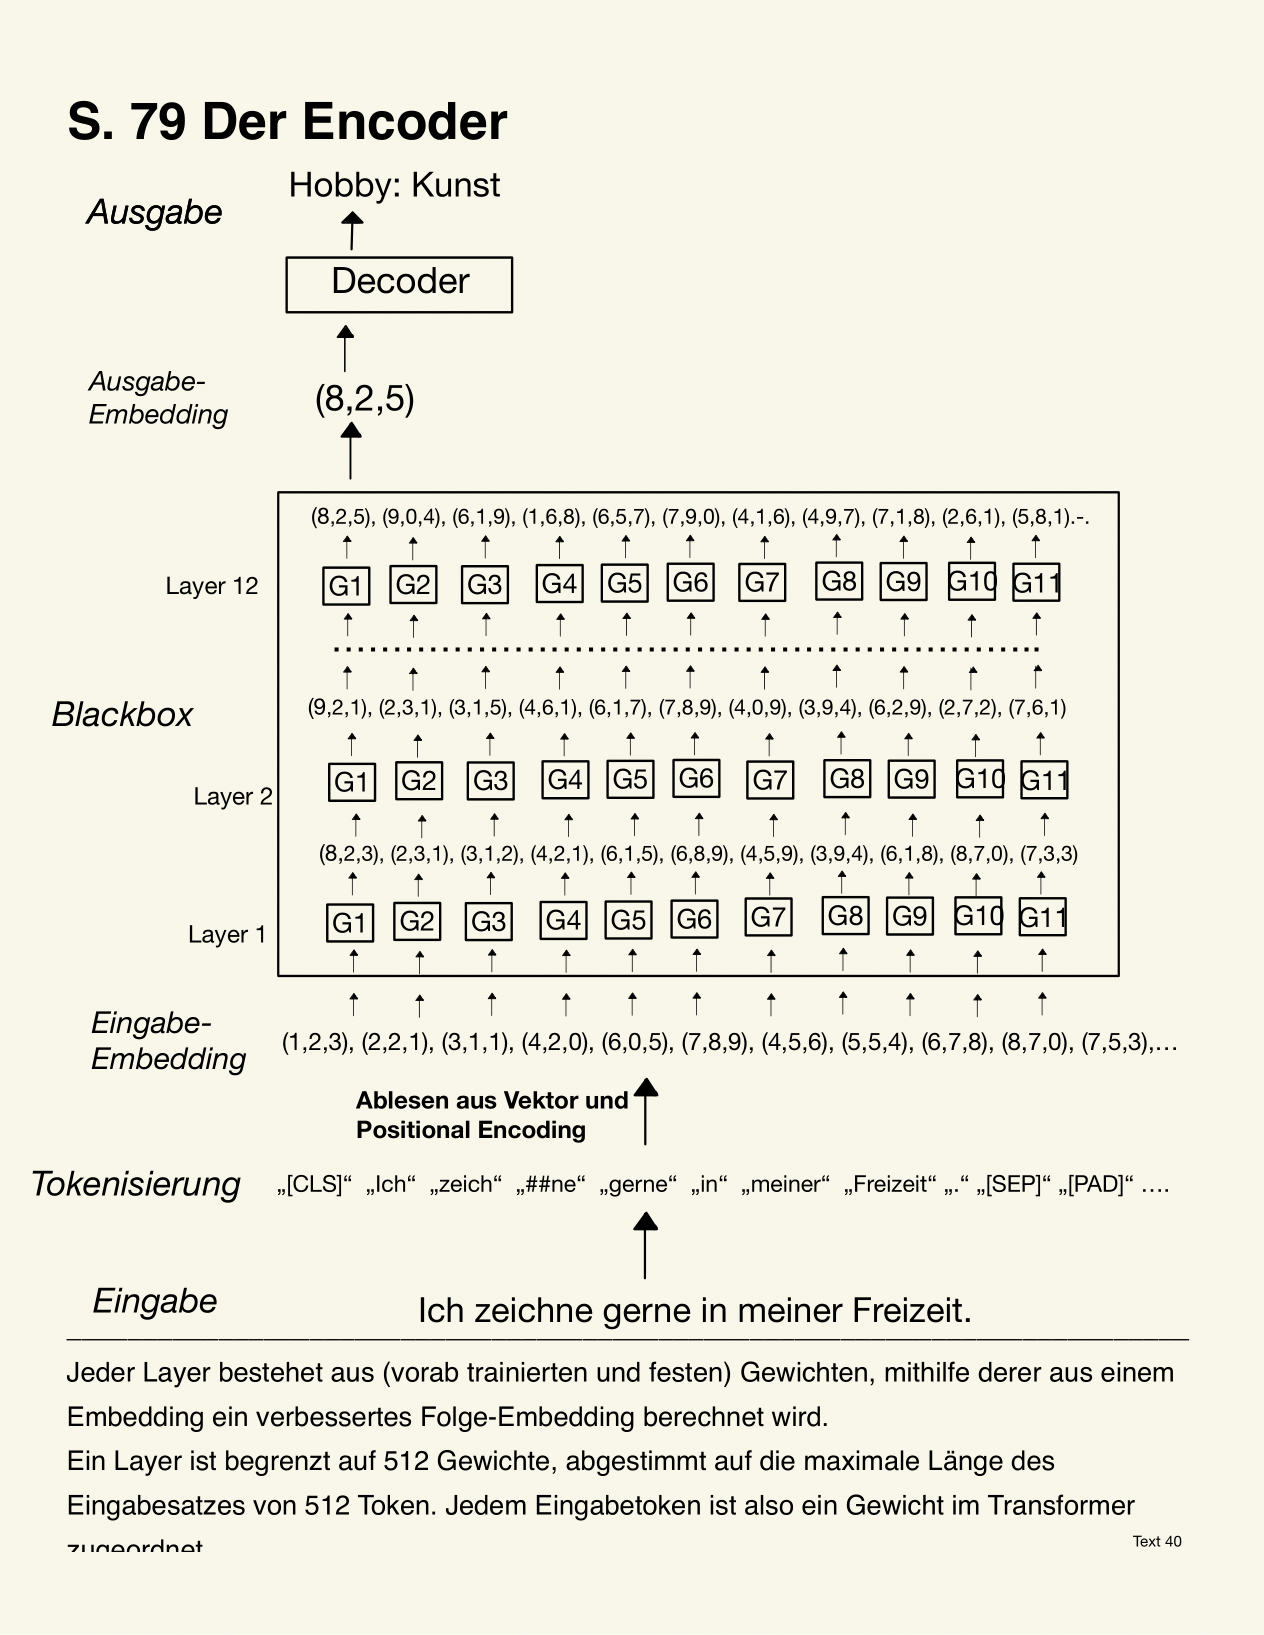 S. 79 Der Encoder
Hobby: Kunst
Ausgabe
Decoder
Ausgabe-
Embedding
(8,2,5)
(8,2,5), (9,0,4), (6,1,9), (1,6,8), (6,5,7), (7,9,0), (4,1,6), (4,9,7), (7,1,8), (2,6,1), (5,8,1).-.
Layer 12 G1 G2 G3 G4 G5 G6 G7 G8 G9 G10 G11
Blackbox (9,2,1), (2,3,1), (3,1,5), (4,6,1), (6,1,7), (7,8,9), (4,0,9), (3,9,4), (6,2,9), (2,7,2), (7,6,1)
Layer 2 G1 G2 G3 G4 G5 G6 G7 G8 G9 G10 G11
(8,2,3), (2,3,1), (3,1,2), (4,2,1), (6,1,5), (6,8,9), (4,5,9), (3,9,4), (6,1,8), (8,7,0), (7,3,3)
Layer 1 G1 G2 G3 G4 G5 G6 G7 G8 G9 G10 G11
Eingabe-
Embedding
(1,2,3), (2,2,1), (3,1,1), (4,2,0), (6,0,5), (7,8,9), (4,5,6), (5,5,4), (6,7,8), (8,7,0), (7,5,3),…
Ablesen aus Vektor und
Positional Encoding
Tokenisierung „[CLS]“ „Ich“ „zeich“ „##ne“ „gerne“ „in“ „meiner“ „Freizeit“ „.“ „[SEP]“ „[PAD]“ ….
Eingabe Ich zeichne gerne in meiner Freizeit.
Jeder Layer bestehet aus (vorab trainierten und festen) Gewichten, mithilfe derer aus einem
Embedding ein verbessertes Folge-Embedding berechnet wird.
Ein Layer ist begrenzt auf 512 Gewichte, abgestimmt auf die maximale Länge des
Eingabesatzes von 512 Token. Jedem Eingabetoken ist also ein Gewicht im Transformer
zugeordnet
Text 40